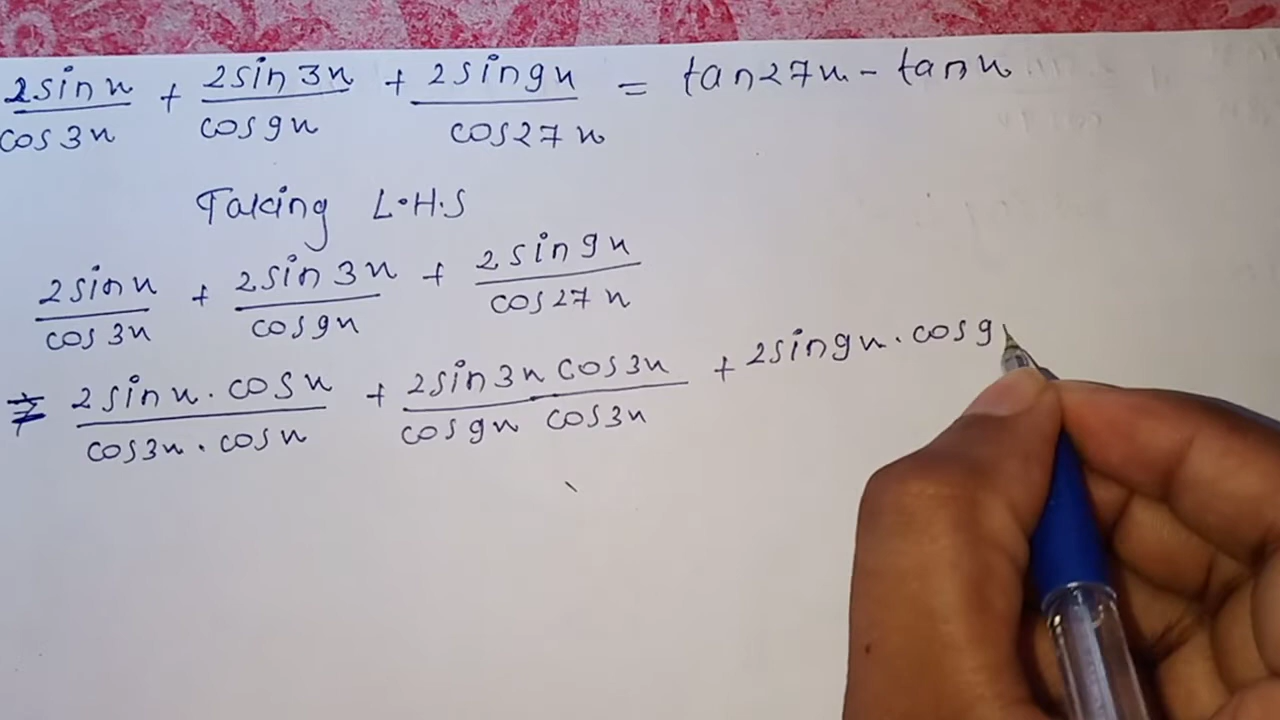 2sinx/cos3x + 2sin3x/cos9x + 2sin9x/cos27x = tan27x - tanx
Taking L.H.S
2sinx/cos3x + 2sin3x/cos9x + 2sin9x/cos27x
⇒ 2sinx.cosx/cos3x.cosx + 2sin3x cos3x/cos9x cos3x + 2sin9x.cos9